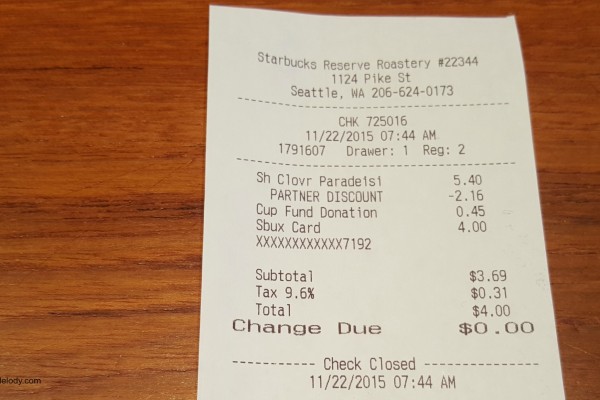 Starbucks Reserve Roastery #22344
1124 Pike St
Seattle, WA 206-624-0173
CHK 725016
11/22/2015 07:44 AM
1791607 Drawer: 1 Reg: 2
Sh Clovr Paradeisi 5.40
PARTNER DISCOUNT -2.16
Cup Fund Donation 0.45
Sbux Card 4.00
XXXXXXXXXXXX7192
Subtotal $3.69
Tax 9.6% $0.31
Total $4.00
Change Due $0.00
Check Closed
11/22/2015 07:44 AM
elody.com